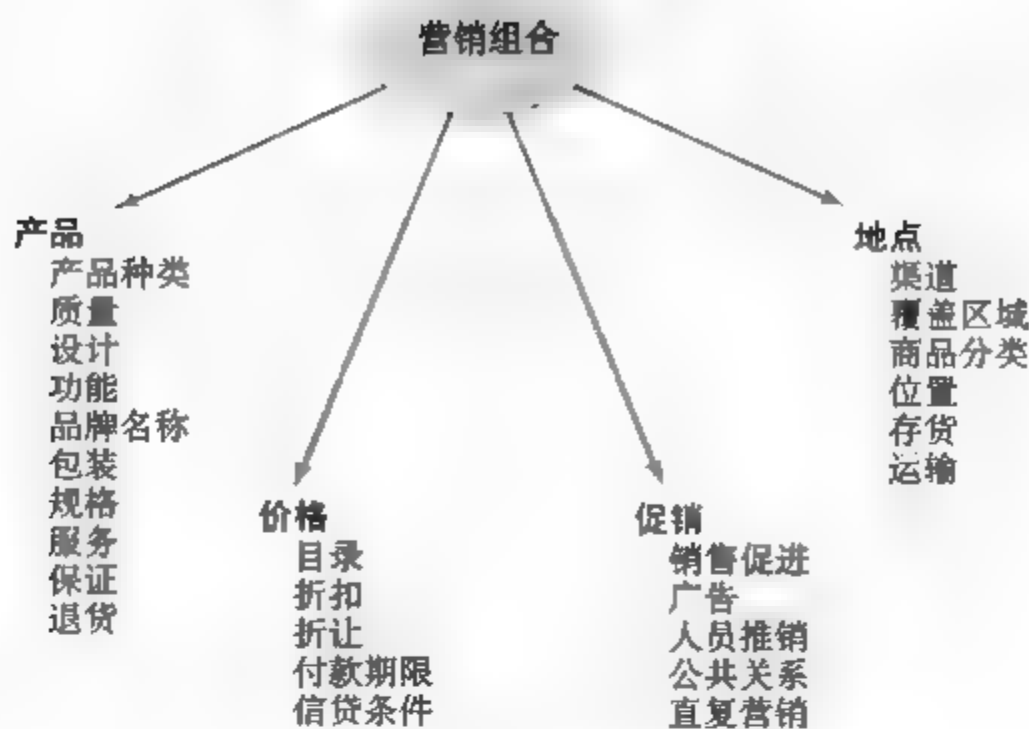 营销组合
产品
产品种类
质量
设计
功能
品牌名称
包装
规格
服务
保证
退货
价格
目录
折扣
折让
付款期限
信贷条件
促销
销售促进
广告
人员推销
公共关系
直复营销
地点
渠道
覆盖区域
商品分类
位置
存货
运输